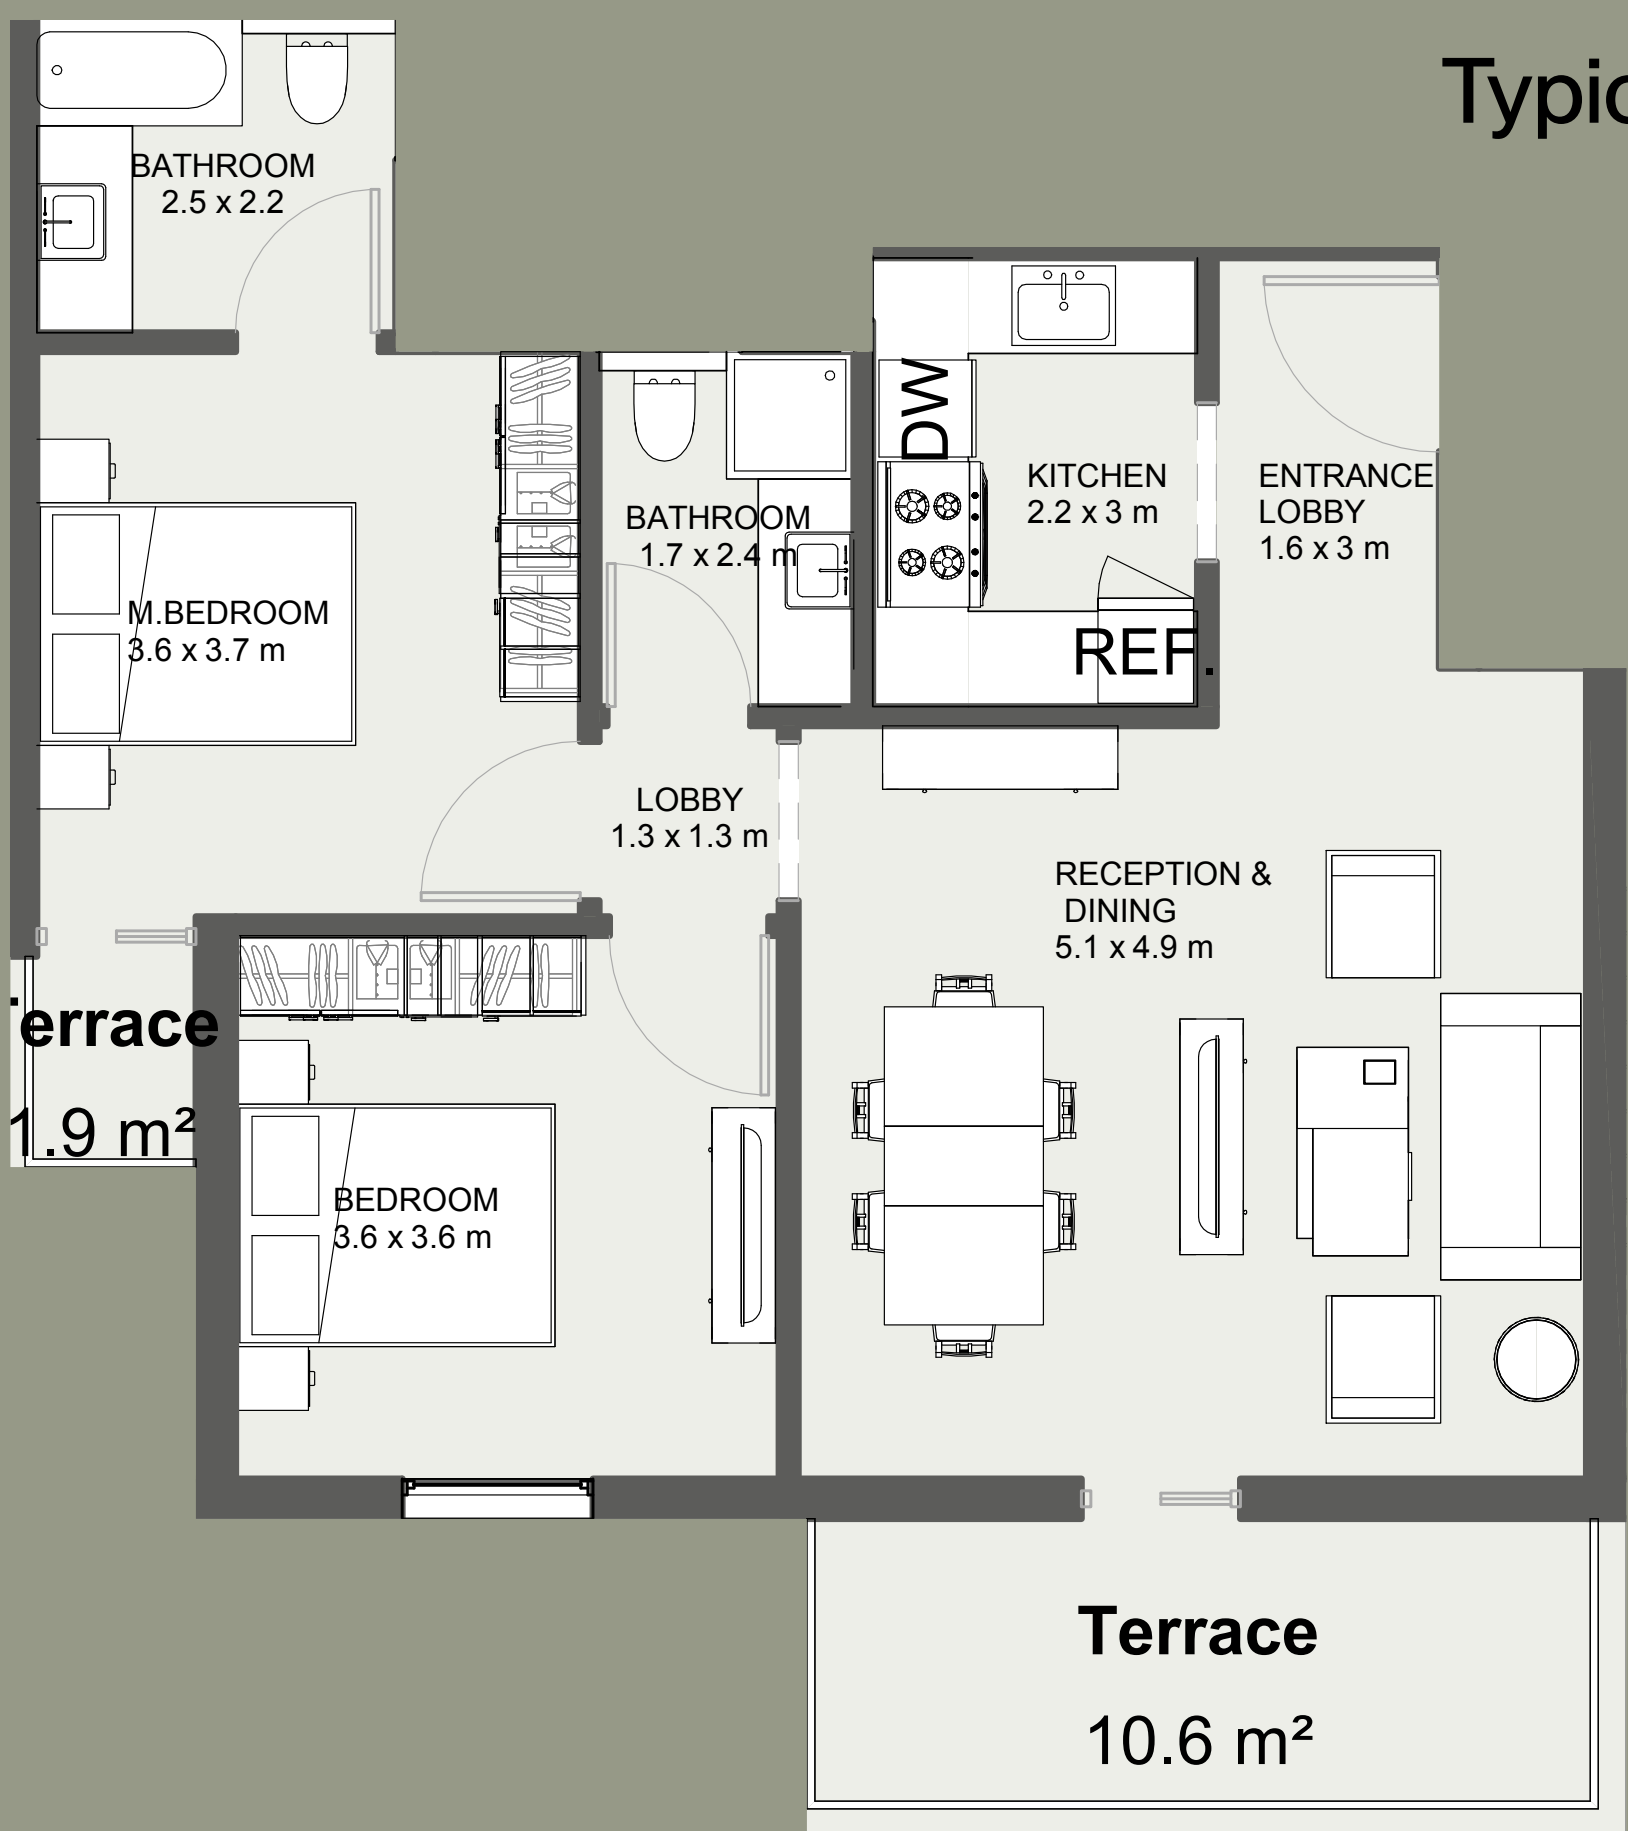 Typic
BATHROOM
2.5 x 2.2
DW
KITCHEN
2.2 x 3 m
ENTRANCE
LOBBY
1.6 x 3 m
BATHROOM
1.7 x 2.4 m
M.BEDROOM
3.6 x 3.7 m
REF.
LOBBY
1.3 x 1.3 m
RECEPTION &
DINING
5.1 x 4.9 m
Terrace
1.9 m²
BEDROOM
3.6 x 3.6 m
Terrace
10.6 m²